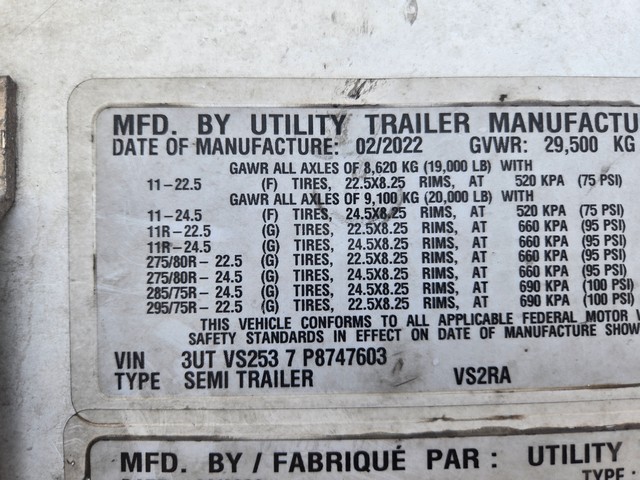 MFD. BY UTILITY TRAILER MANUFACTU
DATE OF MANUFACTURE: 02/2022 GVWR: 29,500 KG
GAWR ALL AXLES OF 8,620 KG (19,000 LB) WITH
11-22.5 (F) TIRES, 22.5X8.25 RIMS, AT 520 KPA (75 PSI)
GAWR ALL AXLES OF 9,100 KG (20,000 LB) WITH
11-24.5 (F) TIRES, 24.5X8.25 RIMS, AT 520 KPA (75 PSI)
11R-22.5 (G) TIRES, 22.5X8.25 RIMS, AT 660 KPA (95 PSI)
11R-24.5 (G) TIRES, 24.5X8.25 RIMS, AT 660 KPA (95 PSI)
275/80R-22.5 (G) TIRES, 22.5X8.25 RIMS, AT 660 KPA (95 PSI)
275/80R-24.5 (G) TIRES, 24.5X8.25 RIMS, AT 660 KPA (95 PSI)
285/75R-24.5 (G) TIRES, 24.5X8.25 RIMS, AT 690 KPA (100 PSI)
295/75R-22.5 (G) TIRES, 22.5X8.25 RIMS, AT 690 KPA (100 PSI)
THIS VEHICLE CONFORMS TO ALL APPLICABLE FEDERAL MOTOR V
SAFETY STANDARDS IN EFFECT ON DATE OF MANUFACTURE SHOW
VIN 3UT VS253 7 P8747603
TYPE SEMI TRAILER VS2RA
MFD. BY / FABRIQUÉ PAR : UTILITY
TYPE :